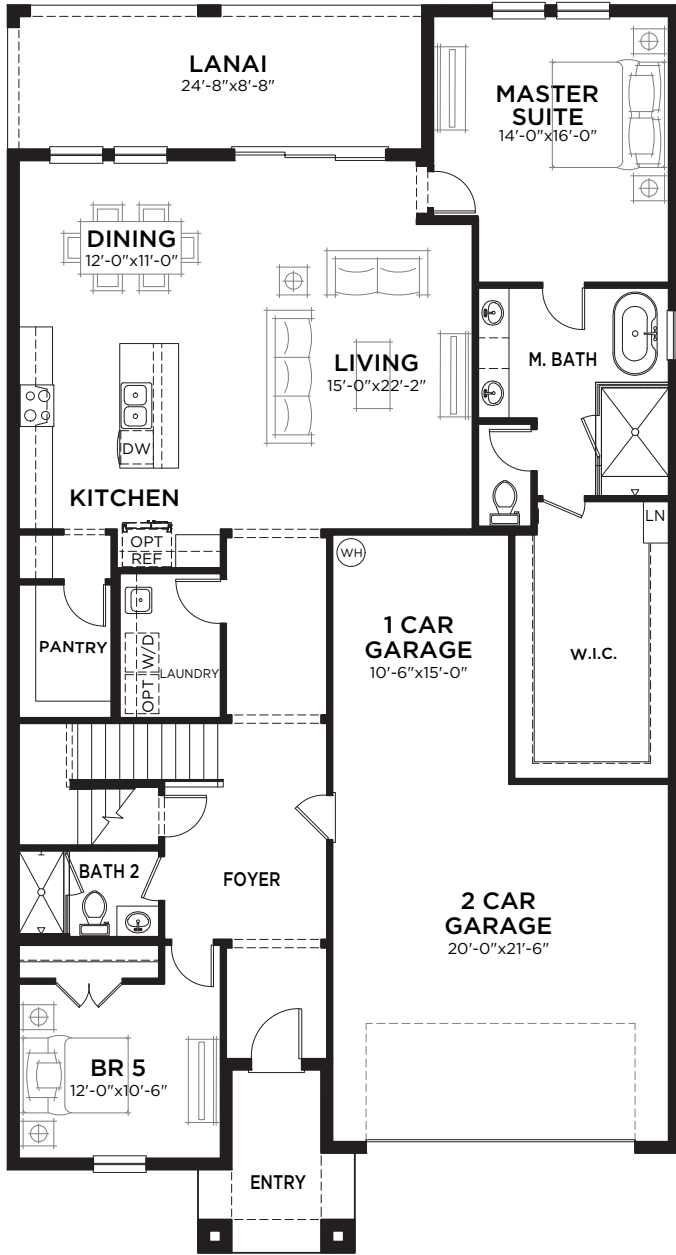 LANAI
24'-8"x8'-8"
MASTER
SUITE
14'-0"x16'-0"
DINING
12'-0"x11'-0"
LIVING
15'-0"x22'-2"
M. BATH
DW
KITCHEN
OPT
REF
LN
WH
1 CAR
GARAGE
10'-6"x15'-0"
PANTRY
OPT W/D
LAUNDRY
W.I.C.
BATH 2
FOYER
2 CAR
GARAGE
20'-0"x21'-6"
BR 5
12'-0"x10'-6"
ENTRY